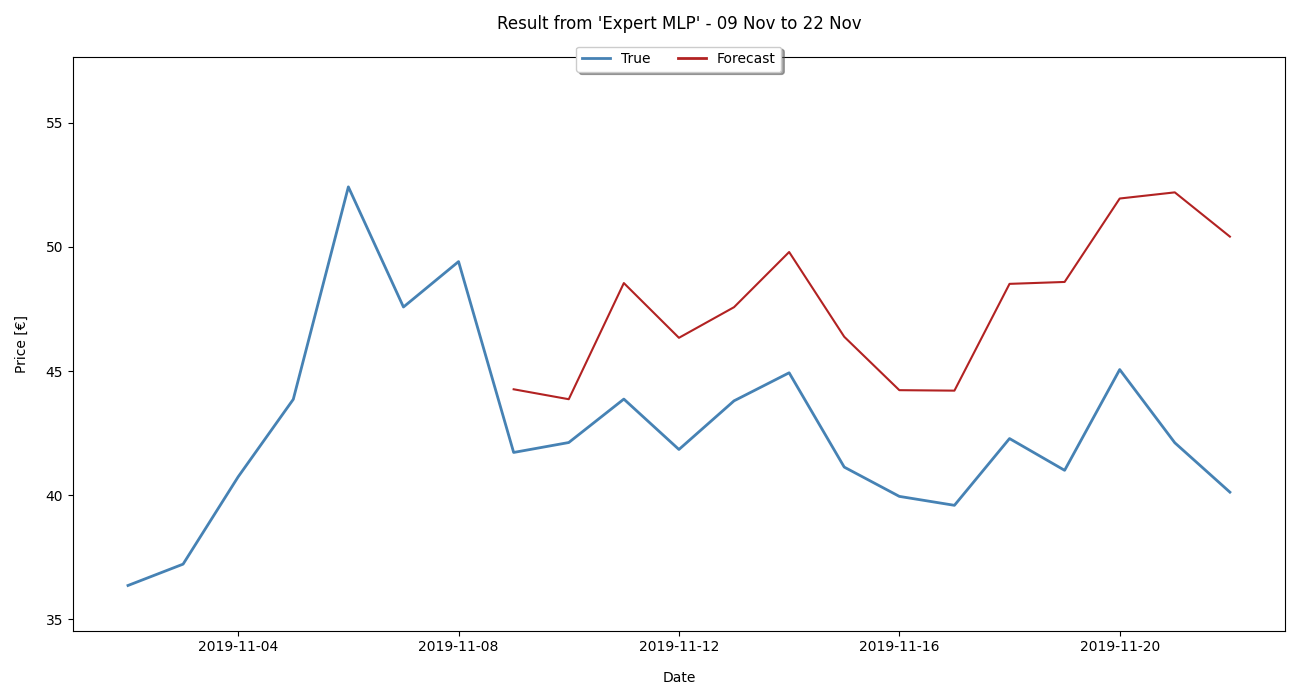 Result from 'Expert MLP' - 09 Nov to 22 Nov
True Forecast
55
50
45
40
35
Price [€]
2019-11-04 2019-11-08 2019-11-12 2019-11-16 2019-11-20
Date